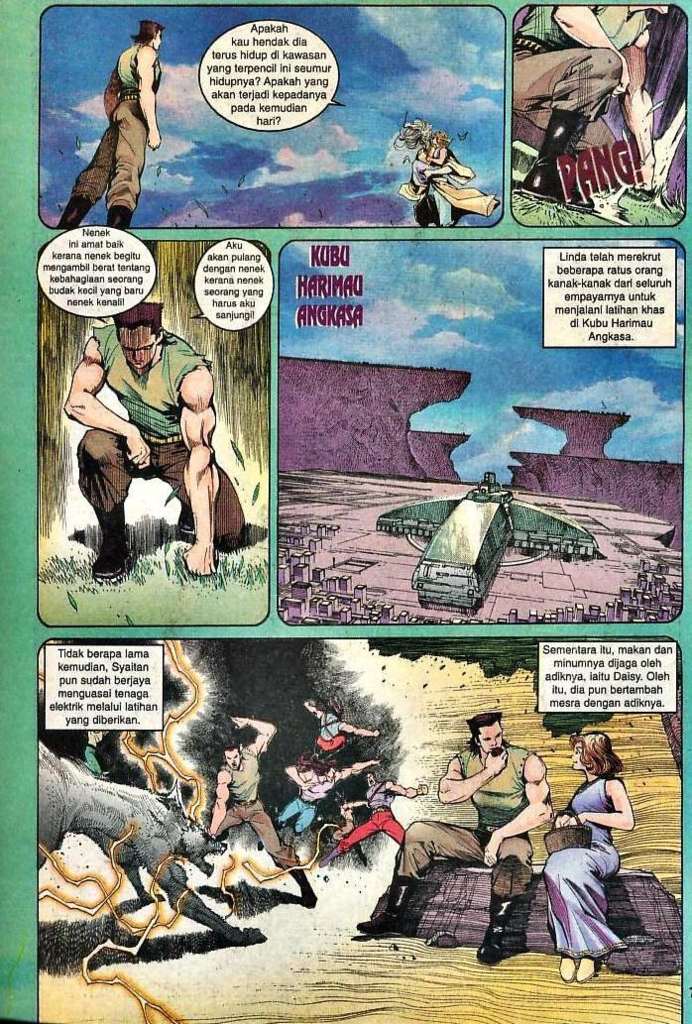 Apakah
kau hendak dia
terus hidup di kawasan
yang terpencil ini seumur
hidupnya? Apakah yang
akan terjadi kepadanya
pada kemudian
hari?
PANG!
Nenek
ini amat baik
kerana nenek begitu
mengambil berat tentang
kebahagiaan seorang
budak kecil yang baru
nenek kenali!
Aku
akan pulang
dengan nenek
kerana nenek
seorang yang
harus aku
sanjungi!
KUBU
HARIMAU
ANGKASA
Linda telah merekrut
beberapa ratus orang
kanak-kanak dari seluruh
empayarnya untuk
menjalani latihan khas
di Kubu Harimau
Angkasa.
Tidak berapa lama
kemudian, Syaitan
pun sudah berjaya
menguasai tenaga
elektrik melalui latihan
yang diberikan.
Sementara itu, makan dan
minumnya dijaga oleh
adiknya, iaitu Daisy. Oleh
itu, dia pun bertambah
mesra dengan adiknya.